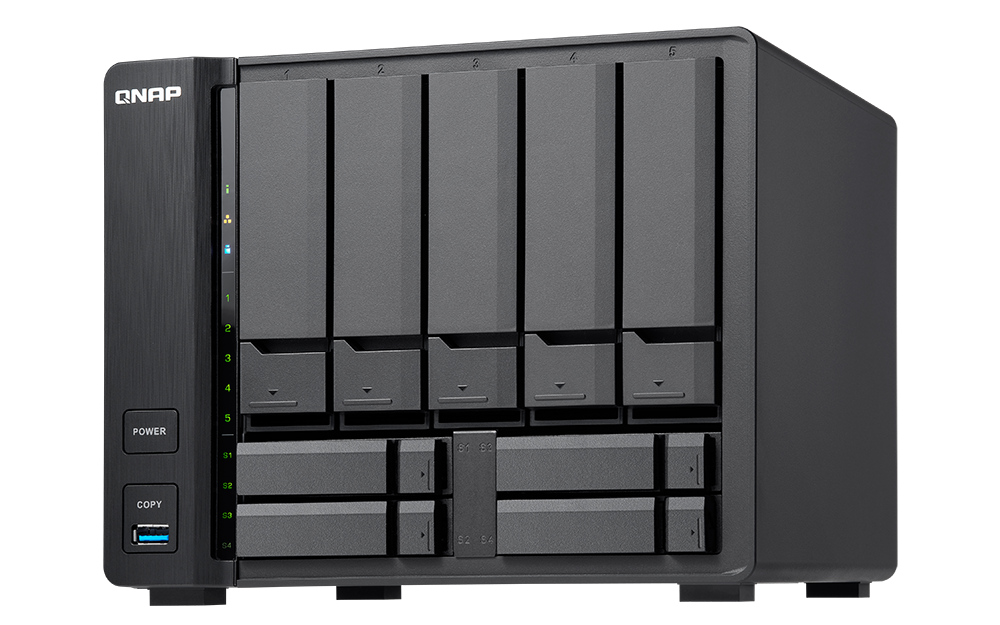 QNAP
1 2 3 4 5
1
2
3
4
5
S1
S2
S3
S4
POWER
COPY
S1 S3
S2 S4